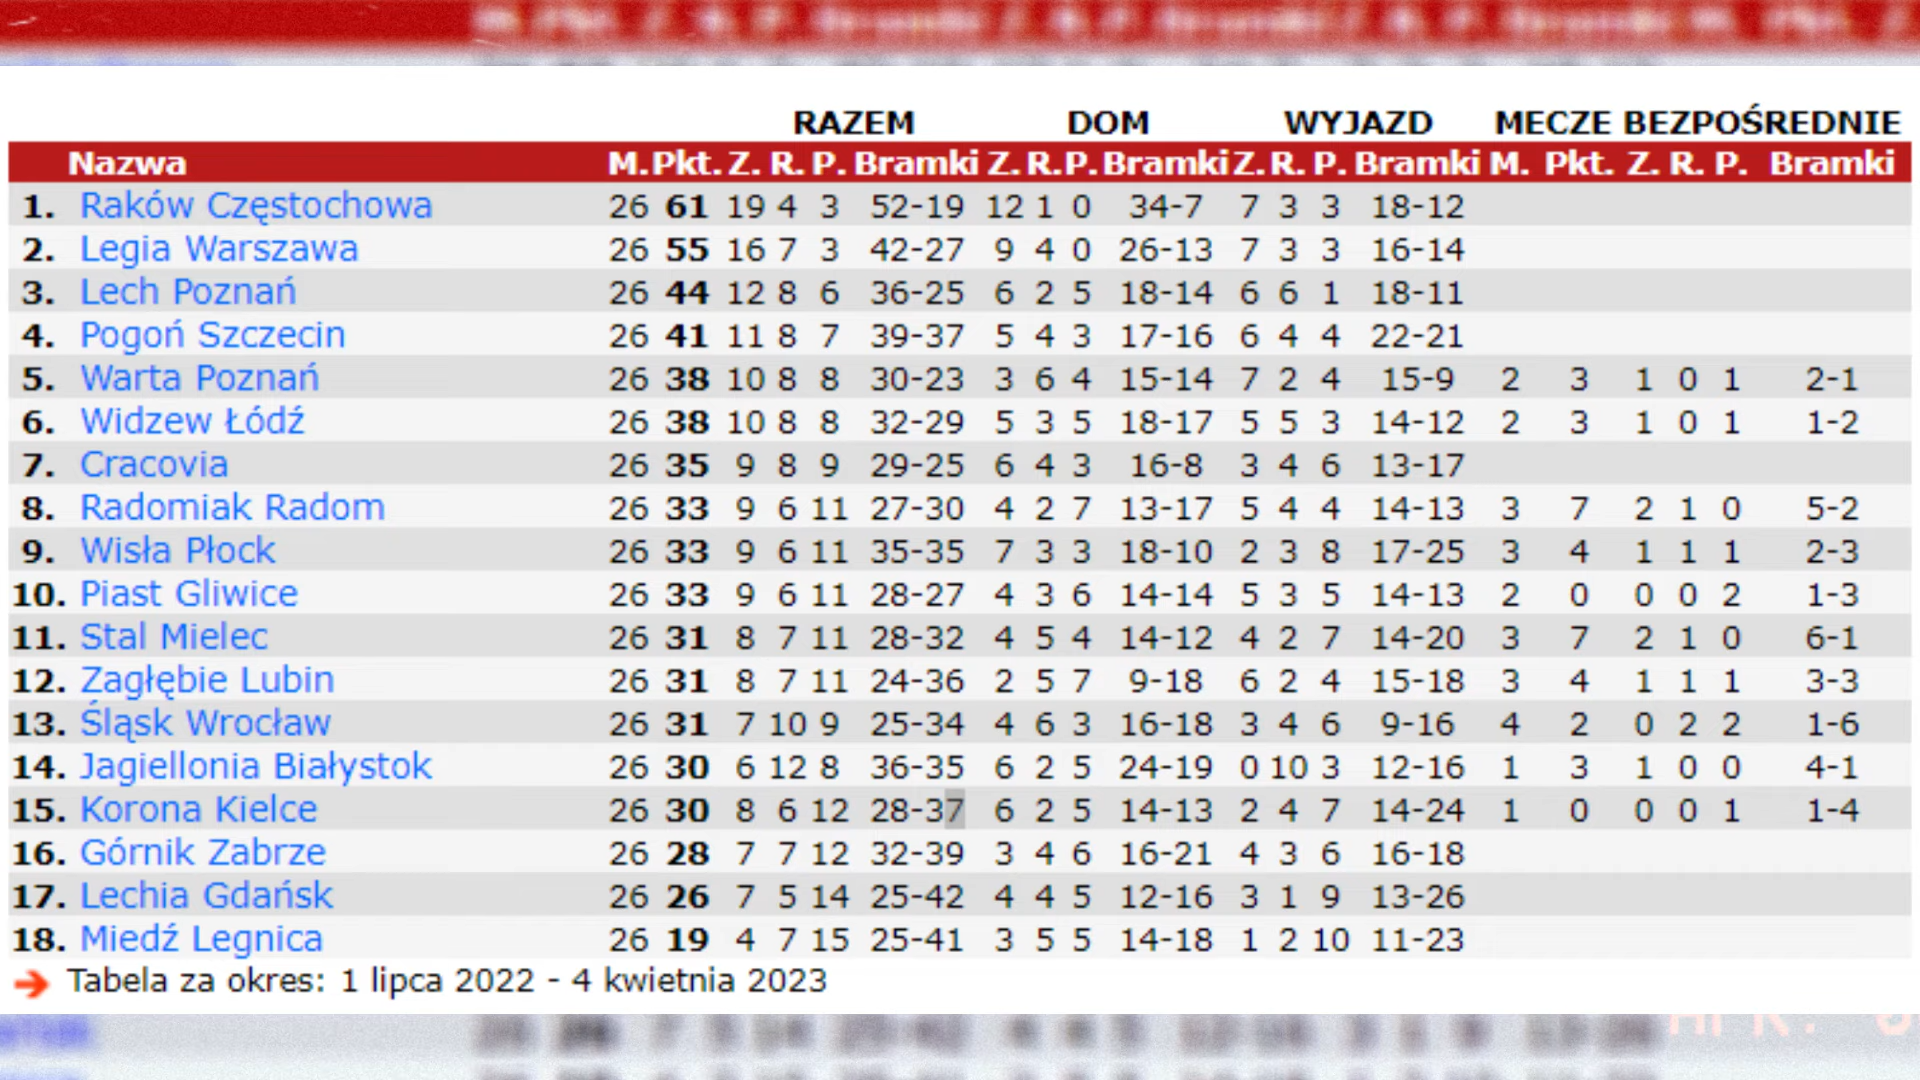 RAZEM DOM WYJAZD MECZE BEZPOŚREDNIE
Nazwa M. Pkt. Z. R. P. Bramki Z. R. P. Bramki Z. R. P. Bramki M. Pkt. Z. R. P. Bramki
1. Raków Częstochowa 26 61 19 4 3 52-19 12 1 0 34-7 7 3 3 18-12
2. Legia Warszawa 26 55 16 7 3 42-27 9 4 0 26-13 7 3 3 16-14
3. Lech Poznań 26 44 12 8 6 36-25 6 2 5 18-14 6 6 1 18-11
4. Pogoń Szczecin 26 41 11 8 7 39-37 5 4 3 17-16 6 4 4 22-21
5. Warta Poznań 26 38 10 8 8 30-23 3 6 4 15-14 7 2 4 15-9 2 3 1 0 1 2-1
6. Widzew Łódź 26 38 10 8 8 32-29 5 3 5 18-17 5 5 3 14-12 2 3 1 0 1 1-2
7. Cracovia 26 35 9 8 9 29-25 6 4 3 16-8 3 4 6 13-17
8. Radomiak Radom 26 33 9 6 11 27-30 4 2 7 13-17 5 4 4 14-13 3 7 2 1 0 5-2
9. Wisła Płock 26 33 9 6 11 35-35 7 3 3 18-10 2 3 8 17-25 3 4 1 1 1 2-3
10. Piast Gliwice 26 33 9 6 11 28-27 4 3 6 14-14 5 3 5 14-13 2 0 0 0 2 1-3
11. Stal Mielec 26 31 8 7 11 28-32 4 5 4 14-12 4 2 7 14-20 3 7 2 1 0 6-1
12. Zagłębie Lubin 26 31 8 7 11 24-36 2 5 7 9-18 6 2 4 15-18 3 4 1 1 1 3-3
13. Śląsk Wrocław 26 31 7 10 9 25-34 4 6 3 16-18 3 4 6 9-16 4 2 0 2 2 1-6
14. Jagiellonia Białystok 26 30 6 12 8 36-35 6 2 5 24-19 0 10 3 12-16 1 3 1 0 0 4-1
15. Korona Kielce 26 30 8 6 12 28-37 6 2 5 14-13 2 4 7 14-24 1 0 0 0 1 1-4
16. Górnik Zabrze 26 28 7 7 12 32-39 3 4 6 16-21 4 3 6 16-18
17. Lechia Gdańsk 26 26 7 5 14 25-42 4 4 5 12-16 3 1 9 13-26
18. Miedź Legnica 26 19 4 7 15 25-41 3 5 5 14-18 1 2 10 11-23
Tabela za okres: 1 lipca 2022 - 4 kwietnia 2023